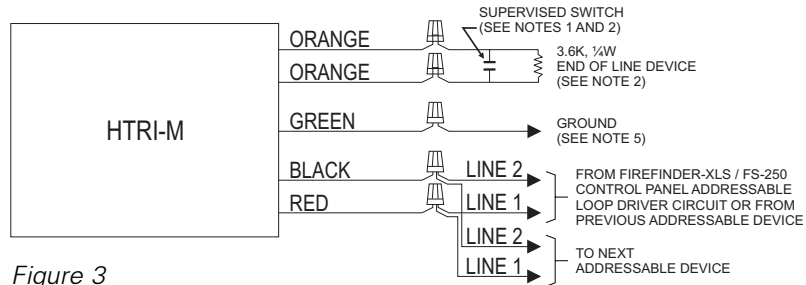 SUPERVISED SWITCH
(SEE NOTES 1 AND 2)
ORANGE
3.6K, ¼W
END OF LINE DEVICE
(SEE NOTE 2)
ORANGE
HTRI-M
GREEN
GROUND
(SEE NOTE 5)
BLACK
LINE 2
FROM FIREFINDER-XLS / FS-250
CONTROL PANEL ADDRESSABLE
LOOP DRIVER CIRCUIT OR FROM
PREVIOUS ADDRESSABLE DEVICE
RED
LINE 1
LINE 2
TO NEXT
ADDRESSABLE DEVICE
LINE 1
Figure 3